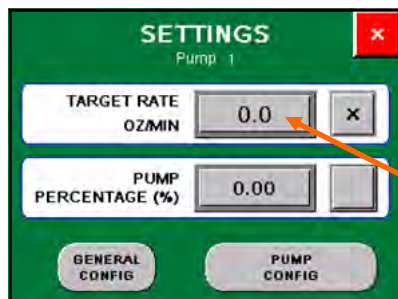 SETTINGS
×
Pump 1
TARGET RATE
OZ/MIN
0.0
×
PUMP
PERCENTAGE (%)
0.00
GENERAL
CONFIG
PUMP
CONFIG